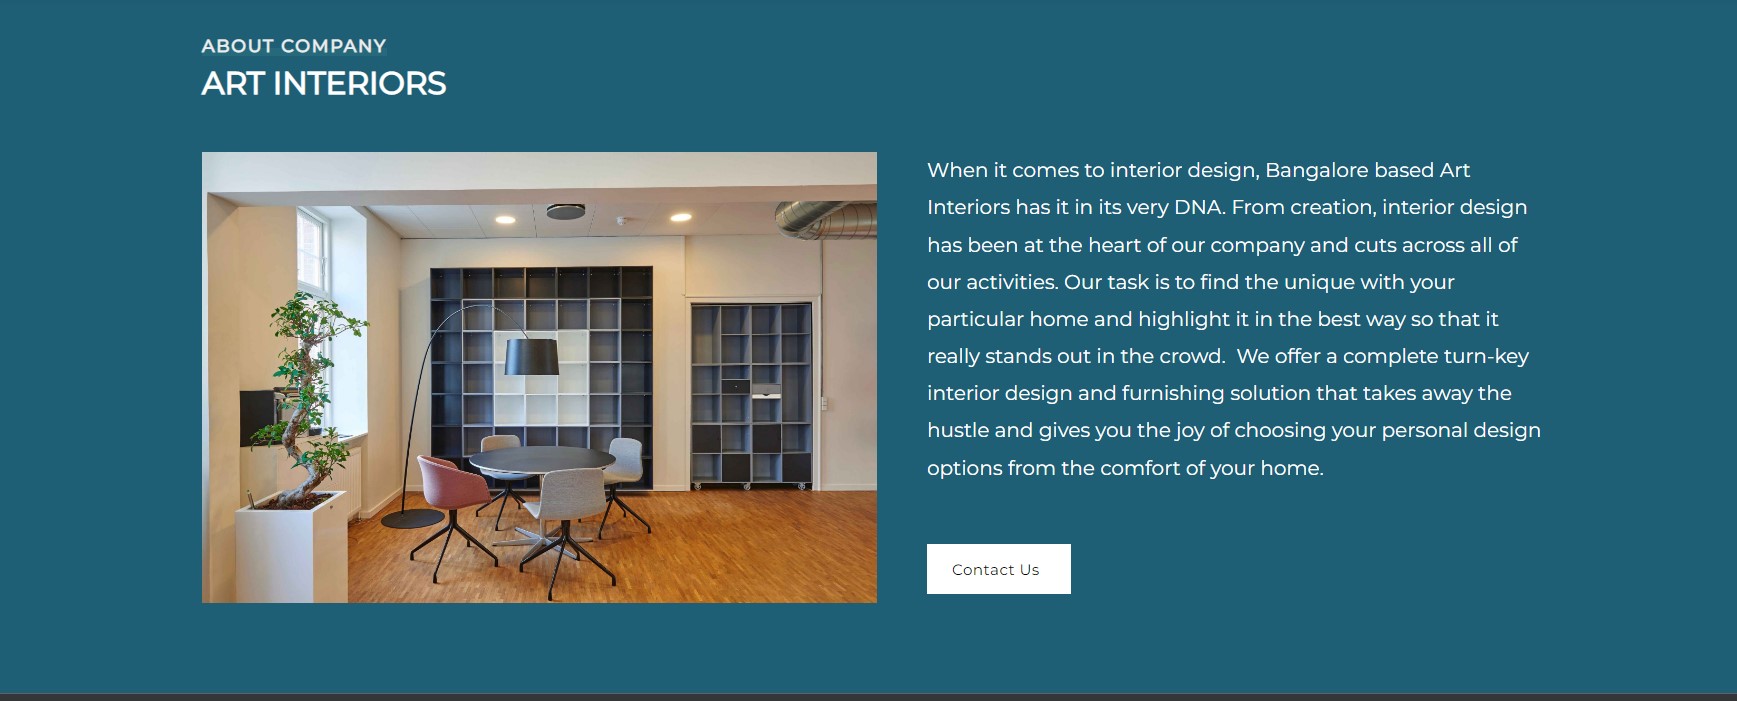 ABOUT COMPANY
ART INTERIORS
When it comes to interior design, Bangalore based Art
Interiors has it in its very DNA. From creation, interior design
has been at the heart of our company and cuts across all of
our activities. Our task is to find the unique with your
particular home and highlight it in the best way so that it
really stands out in the crowd.  We offer a complete turn-key
interior design and furnishing solution that takes away the
hustle and gives you the joy of choosing your personal design
options from the comfort of your home.
Contact Us